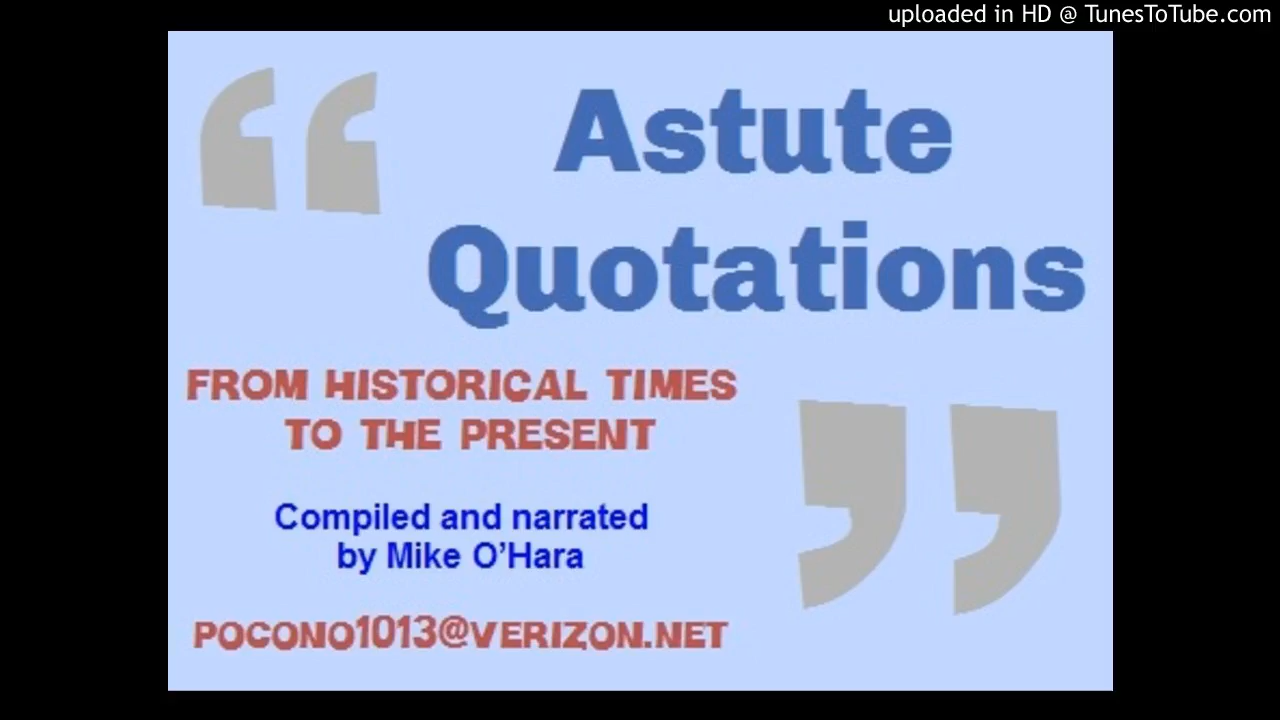 uploaded in HD @ TunesToTube.com
“ Astute
Quotations
FROM HISTORICAL TIMES
TO THE PRESENT
”
Compiled and narrated
by Mike O’Hara
POCONO1013@VERIZON.NET